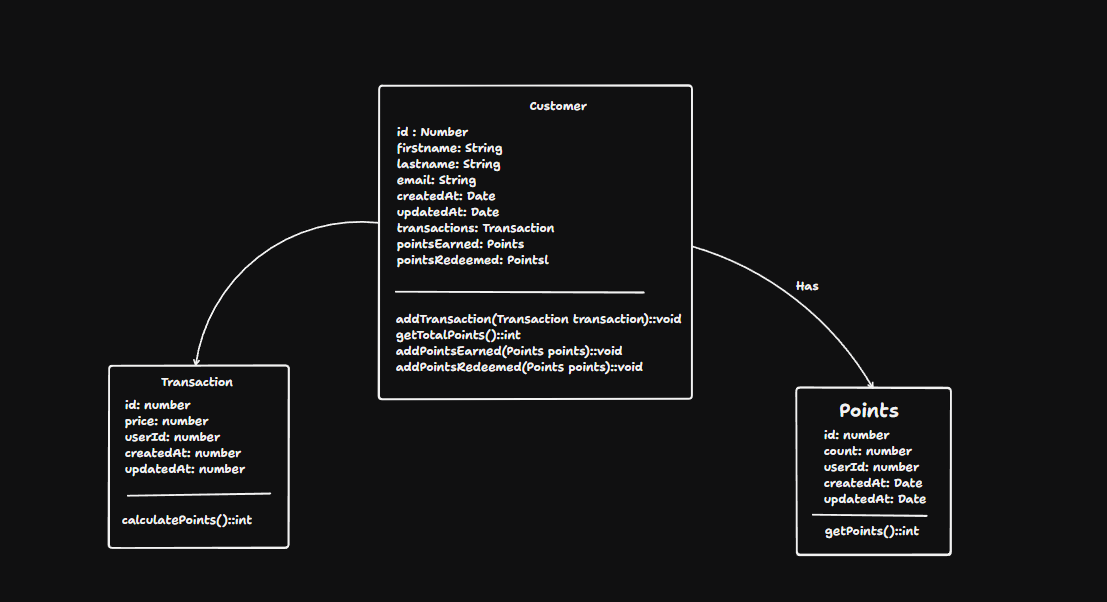 Customer
id : Number
firstname: String
lastname: String
email: String
createdAt: Date
updatedAt: Date
transactions: Transaction
pointsEarned: Points
pointsRedeemed: Pointsl
addTransaction(Transaction transaction)::void
getTotalPoints()::int
addPointsEarned(Points points)::void
addPointsRedeemed(Points points)::void
Has
Transaction
id: number
price: number
userId: number
createdAt: number
updatedAt: number
calculatePoints()::int
Points
id: number
count: number
userId: number
createdAt: Date
updatedAt: Date
getPoints()::int